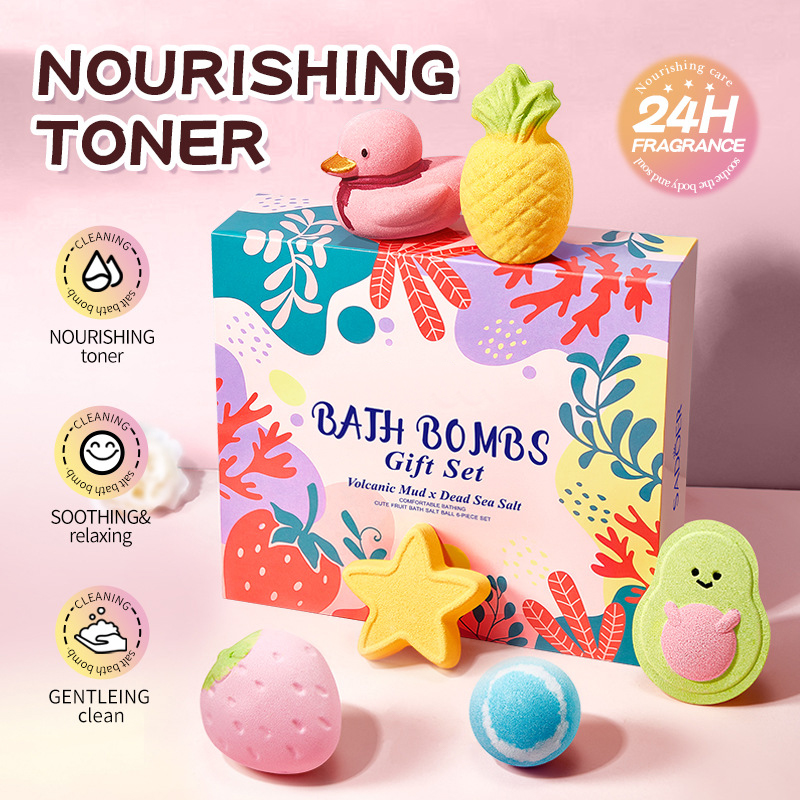 NOURISHING
TONER
Nourishing care
24H
FRAGRANCE
soothe the body and soul
CLEANING
salt bath bomb
NOURISHING
toner
CLEANING
salt bath bomb
SOOTHING&
relaxing
CLEANING
salt bath bomb
GENTLEING
clean
BATH BOMBS
Gift Set
Volcanic Mud x Dead Sea Salt
COMFORTABLE BATHING
CUTE FRUIT BATH SALT BALL 6-PIECE SET